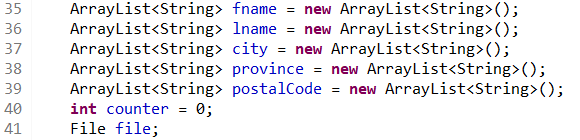 35 ArrayList<String> fname = new ArrayList<String>();
36 ArrayList<String> lname = new ArrayList<String>();
37 ArrayList<String> city = new ArrayList<String>();
38 ArrayList<String> province = new ArrayList<String>();
39 ArrayList<String> postalCode = new ArrayList<String>();
40 int counter = 0;
41 File file;